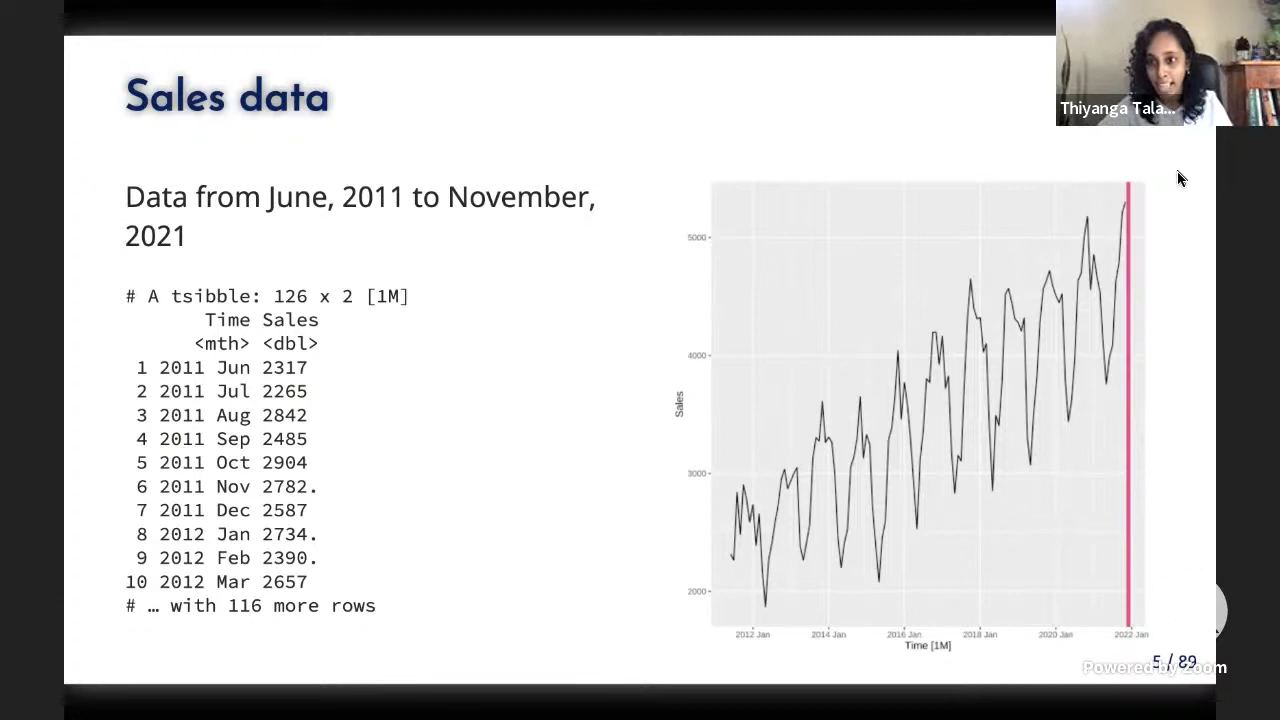 Sales data
Thiyanga Tala...
Data from June, 2011 to November,
2021
# A tsibble: 126 x 2 [1M]
Time Sales
<mth> <dbl>
1 2011 Jun 2317
2 2011 Jul 2265
3 2011 Aug 2842
4 2011 Sep 2485
5 2011 Oct 2904
6 2011 Nov 2782.
7 2011 Dec 2587
8 2012 Jan 2734.
9 2012 Feb 2390.
10 2012 Mar 2657
# … with 116 more rows
5000
4000
3000
2000
Sales
2012 Jan 2014 Jan 2016 Jan 2018 Jan 2020 Jan 2022 Jan
Time [1M]
5 / 89
Powered by Zoom